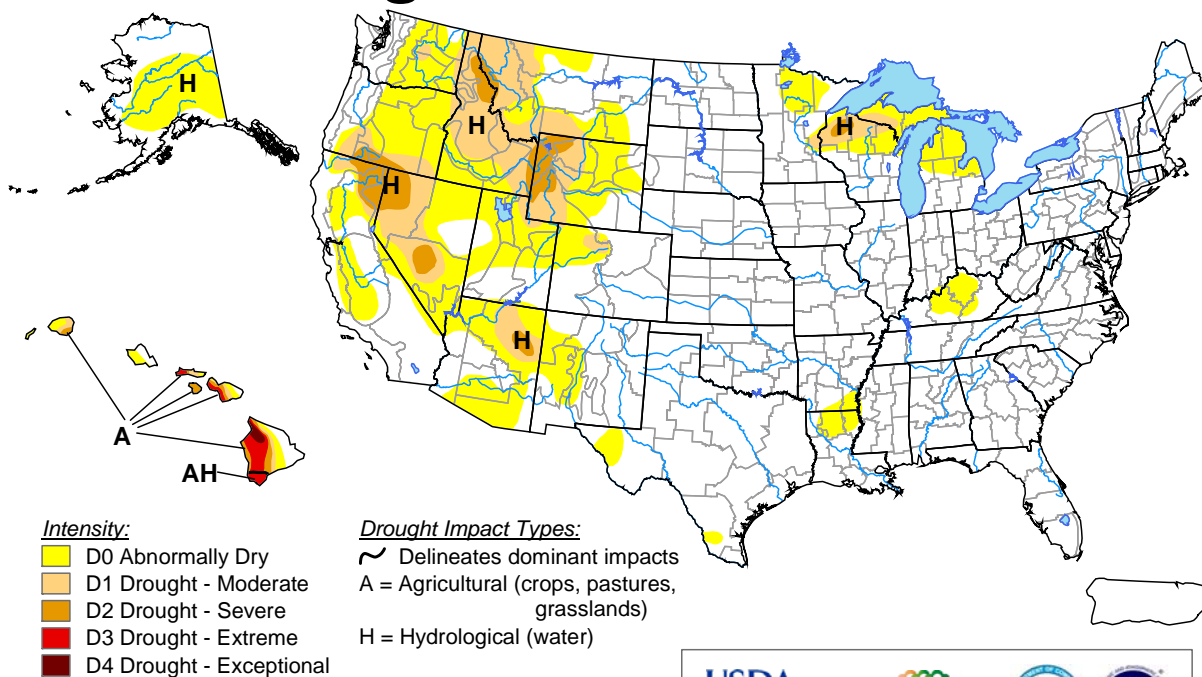 H
H
H
H
H
A
AH
Intensity:
D0 Abnormally Dry
D1 Drought - Moderate
D2 Drought - Severe
D3 Drought - Extreme
D4 Drought - Exceptional
Drought Impact Types:
Delineates dominant impacts
A = Agricultural (crops, pastures,
grasslands)
H = Hydrological (water)
USDA